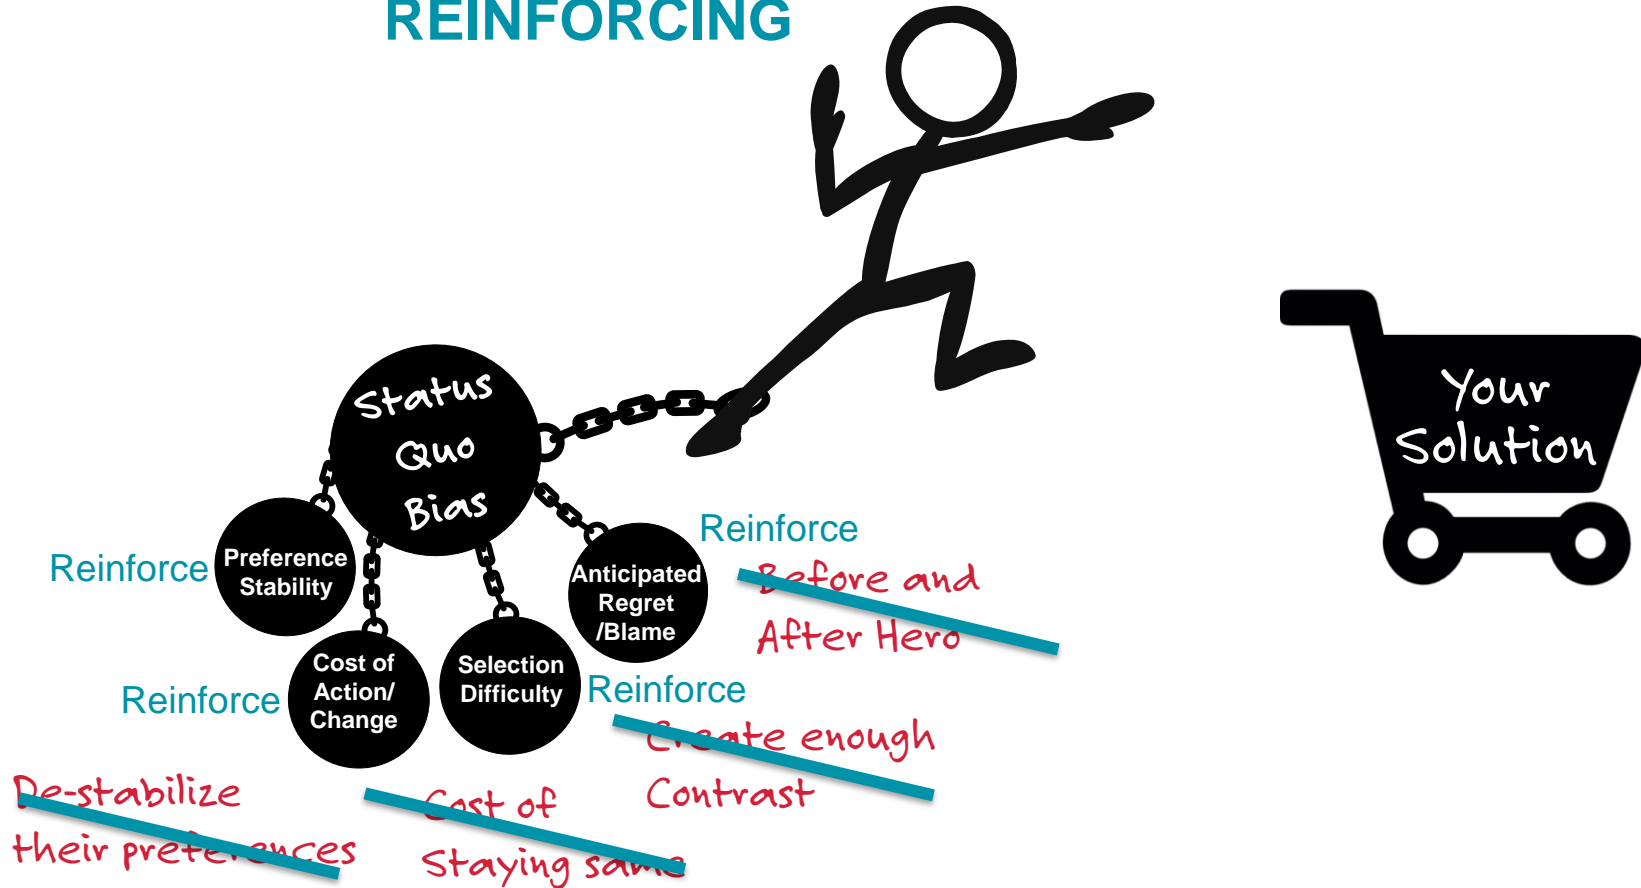 REINFORCING
Status
Quo
Bias
Your
Solution
Reinforce
Preference
Stability
Anticipated
Regret
/Blame
Reinforce
Before and
After Hero
Reinforce
Cost of
Action/
Change
Selection
Difficulty
Reinforce
Create enough
Contrast
De-stabilize
their preferences
Cost of
Staying same